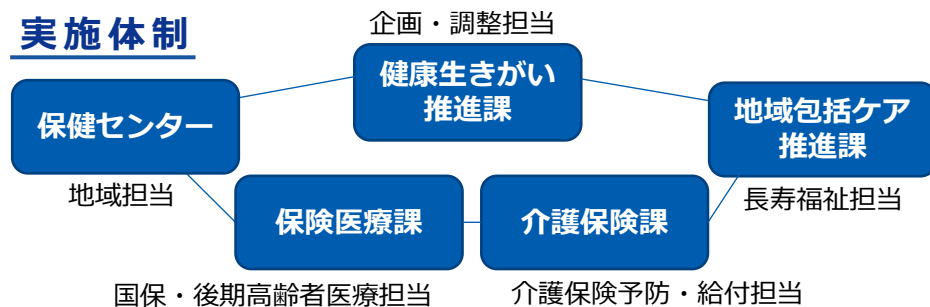 実施体制
企画・調整担当
健康生きがい
推進課
保健センター
地域担当
地域包括ケア
推進課
長寿福祉担当
保険医療課
国保・後期高齢者医療担当
介護保険課
介護保険予防・給付担当